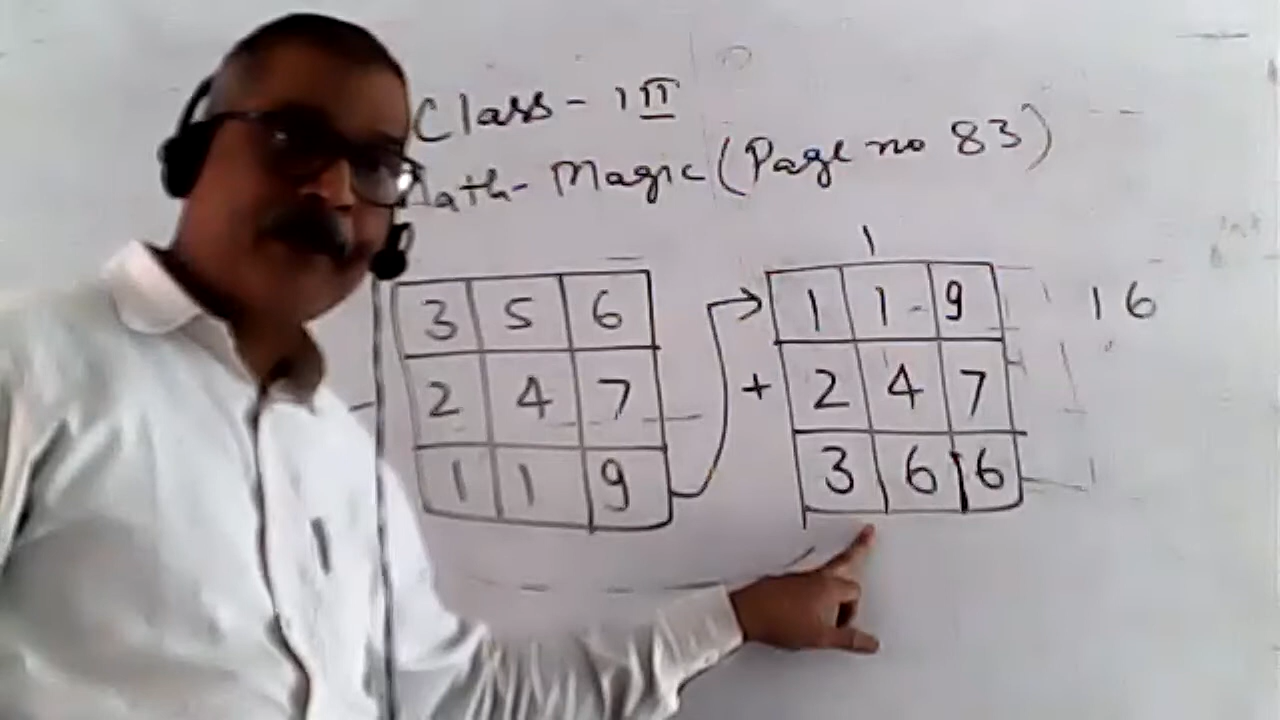 Class - III
Math-Magic (Page no 83)
1
3 5 6
2 4 7
1 1 9
1 1 9
+ 2 4 7
3 6 6
16